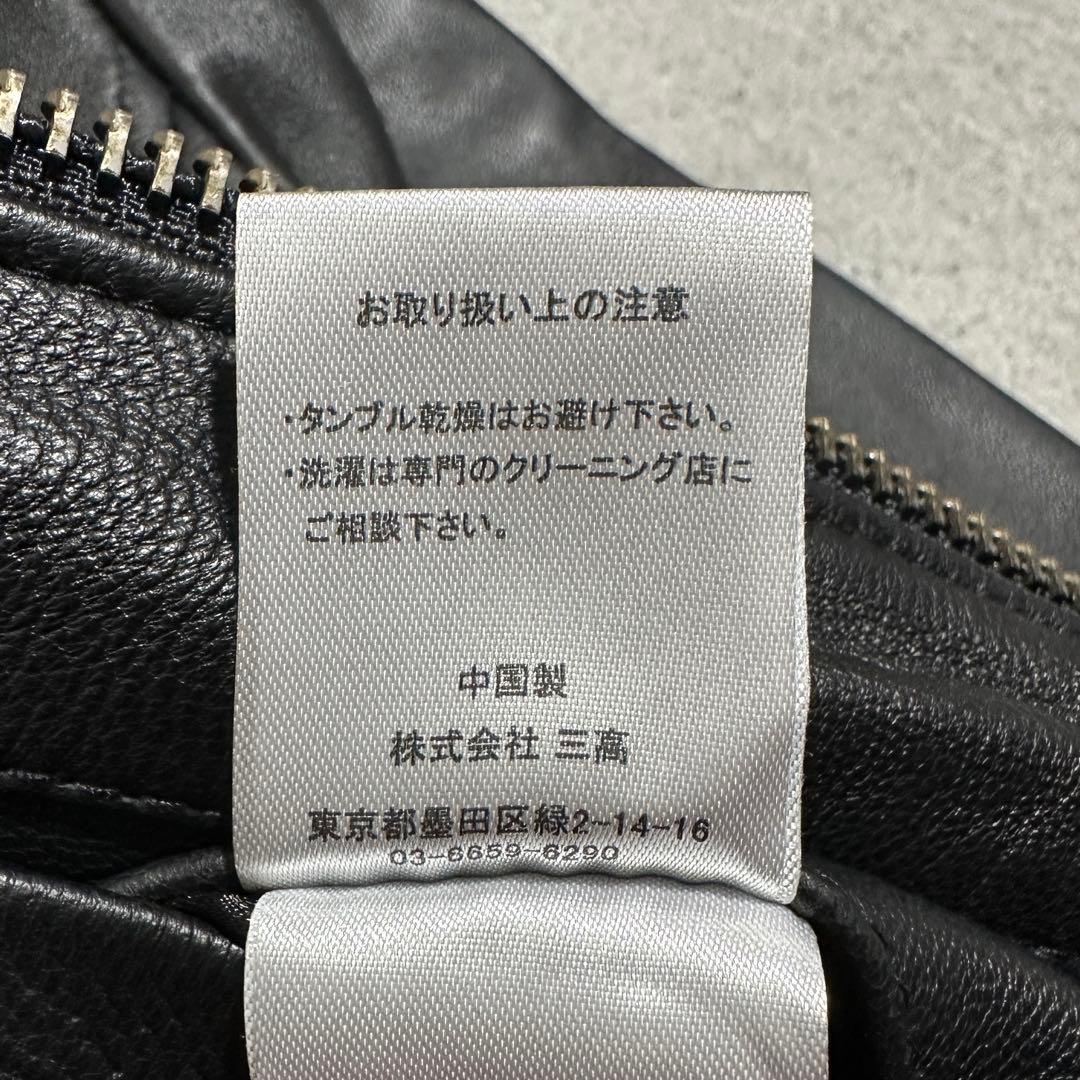 お取り扱い上の注意
・タンブル乾燥はお避け下さい。
・洗濯は専門のクリーニング店に
ご相談下さい。
中国製
株式会社 三高
東京都墨田区緑2-14-16
03-6659-6290